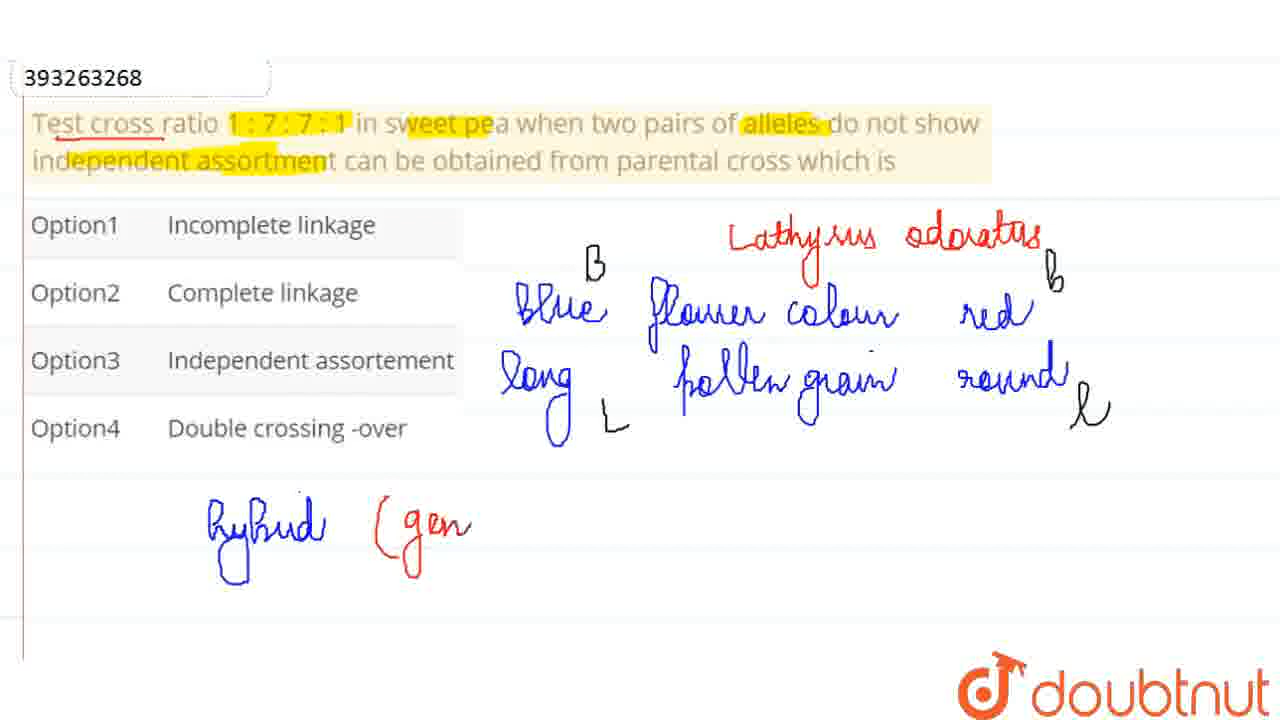 393263268
Test cross ratio 1 : 7 : 7 : 1 in sweet pea when two pairs of alleles do not show
independent assortment can be obtained from parental cross which is
Option1 Incomplete linkage
Option2 Complete linkage
Option3 Independent assortement
Option4 Double crossing -over
Lathyrus odoratus
B b
Blue flower colour red
long pollen grain round
L l
hybrid (gen
doubtnut